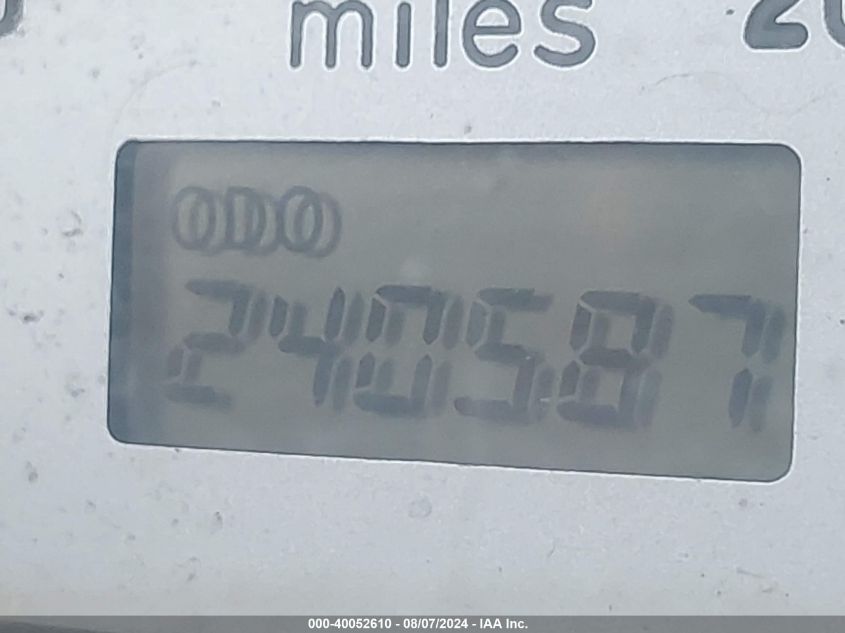 miles
ODO
240587
000-40052610 - 08/07/2024 - IAA Inc.